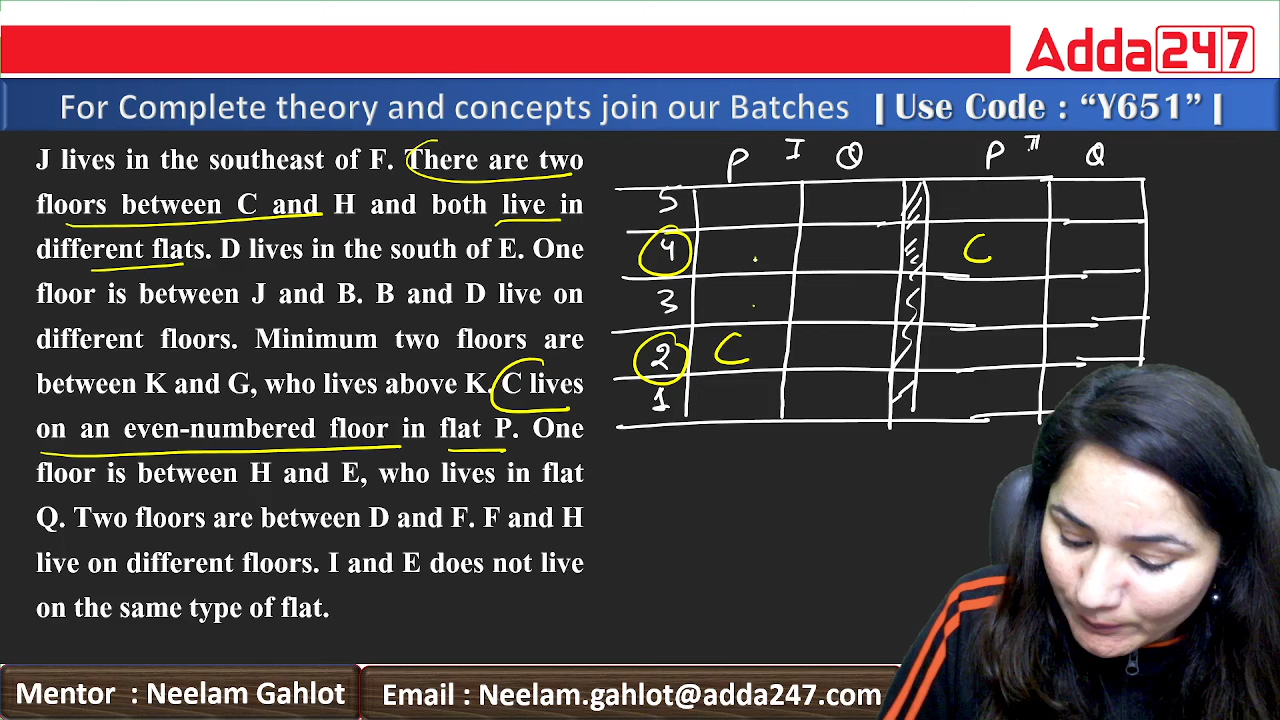 Adda247
For Complete theory and concepts join our Batches | Use Code : “Y651” |
J lives in the southeast of F. There are two
floors between C and H and both live in
different flats. D lives in the south of E. One
floor is between J and B. B and D live on
different floors. Minimum two floors are
between K and G, who lives above K. C lives
on an even-numbered floor in flat P. One
floor is between H and E, who lives in flat
Q. Two floors are between D and F. F and H
live on different floors. I and E does not live
on the same type of flat.
P I Q P II Q
5
4 C
3
2 C
1
Mentor : Neelam Gahlot Email : Neelam.gahlot@adda247.com